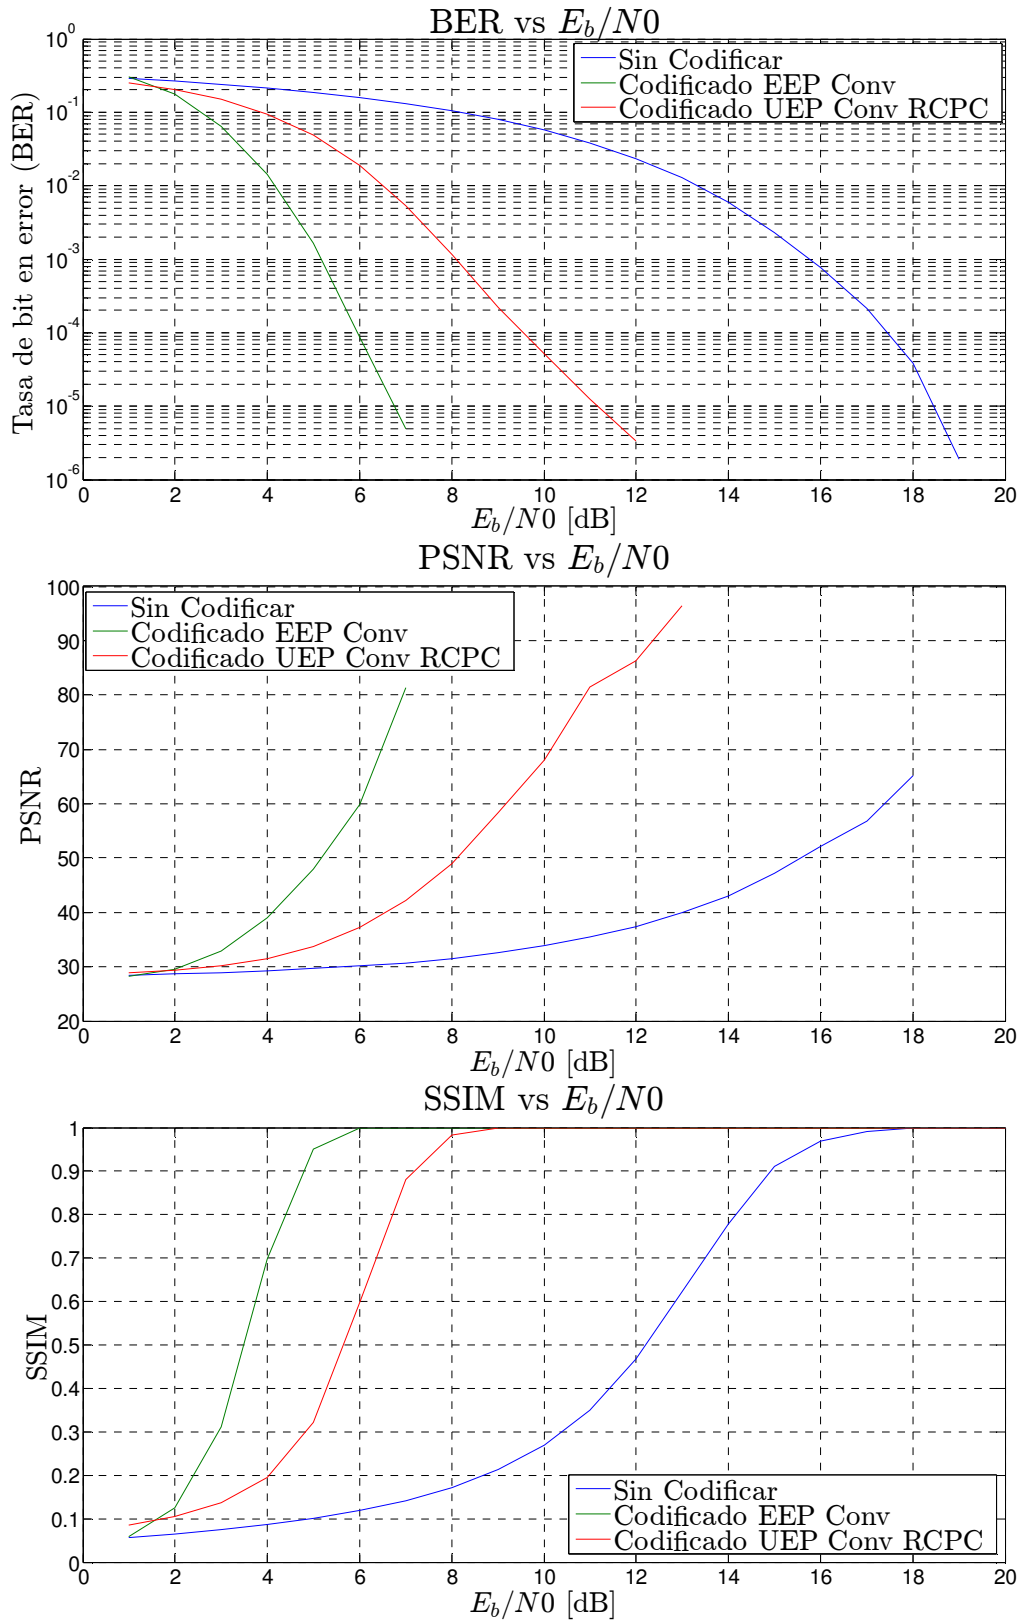 BER vs E_b/N0
Sin Codificar
Codificado EEP Conv
Codificado UEP Conv RCPC
Tasa de bit en error (BER)
10^0
10^-1
10^-2
10^-3
10^-4
10^-5
10^-6
0 2 4 6 8 10 12 14 16 18 20
E_b/N0 [dB]
PSNR vs E_b/N0
Sin Codificar
Codificado EEP Conv
Codificado UEP Conv RCPC
PSNR
100
90
80
70
60
50
40
30
20
0 2 4 6 8 10 12 14 16 18 20
E_b/N0 [dB]
SSIM vs E_b/N0
SSIM
1
0.9
0.8
0.7
0.6
0.5
0.4
0.3
0.2
0.1
0
Sin Codificar
Codificado EEP Conv
Codificado UEP Conv RCPC
0 2 4 6 8 10 12 14 16 18 20
E_b/N0 [dB]